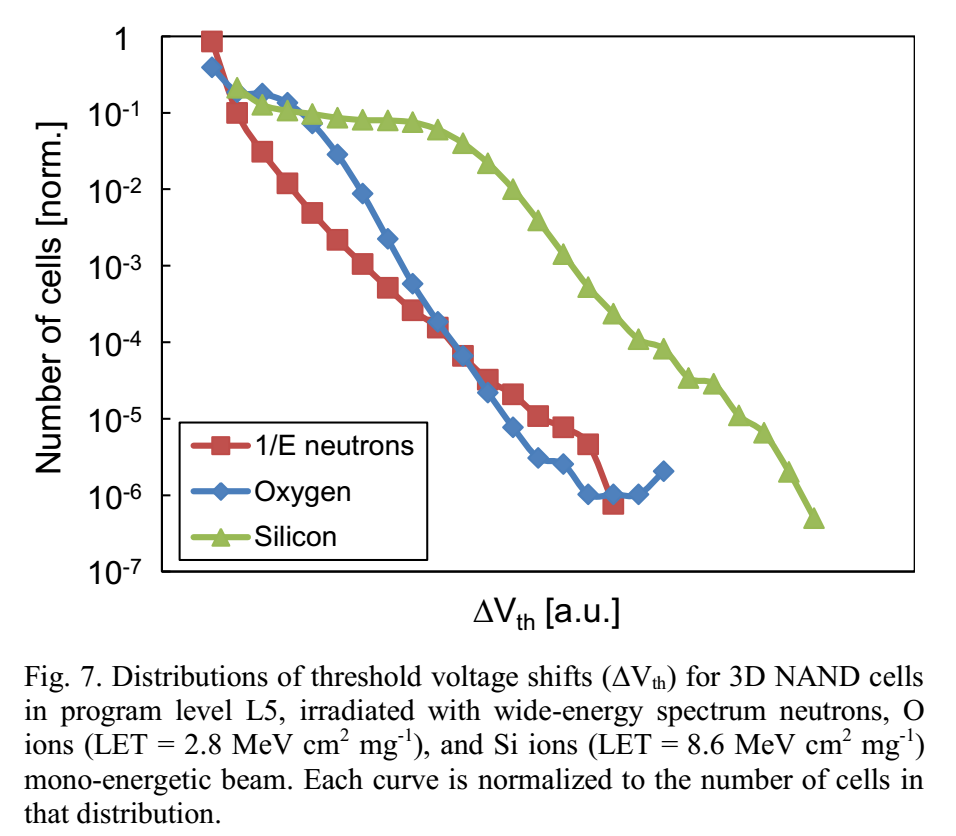 1
10-1
10-2
10-3
10-4
10-5
10-6
10-7
Number of cells [norm.]
1/E neutrons
Oxygen
Silicon
ΔVth [a.u.]
Fig. 7. Distributions of threshold voltage shifts (ΔVth) for 3D NAND cells
in program level L5, irradiated with wide-energy spectrum neutrons, O
ions (LET = 2.8 MeV cm2 mg-1), and Si ions (LET = 8.6 MeV cm2 mg-1)
mono-energetic beam. Each curve is normalized to the number of cells in
that distribution.